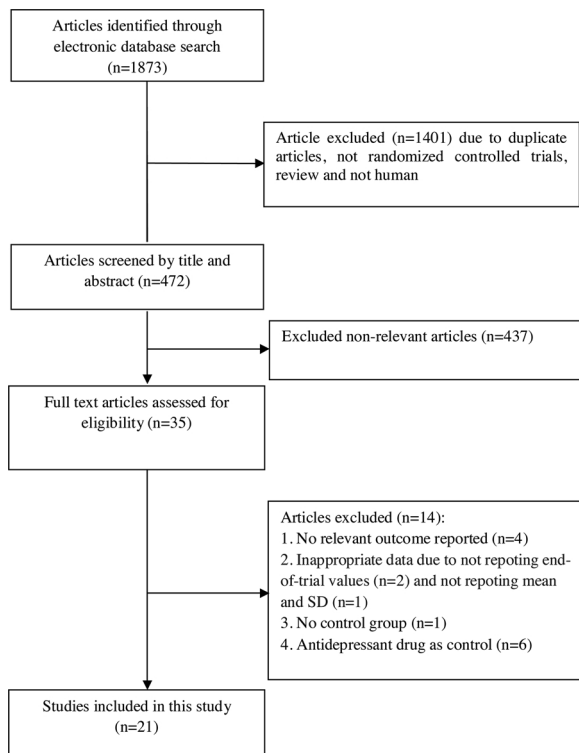 Articles identified through
electronic database search
(n=1873)
Article excluded (n=1401) due to duplicate
articles, not randomized controlled trials,
review and not human
Articles screened by title and
abstract (n=472)
Excluded non-relevant articles (n=437)
Full text articles assessed for
eligibility (n=35)
Articles excluded (n=14):
1. No relevant outcome reported (n=4)
2. Inappropriate data due to not repoting end-
of-trial values (n=2) and not repoting mean
and SD (n=1)
3. No control group (n=1)
4. Antidepressant drug as control (n=6)
Studies included in this study
(n=21)